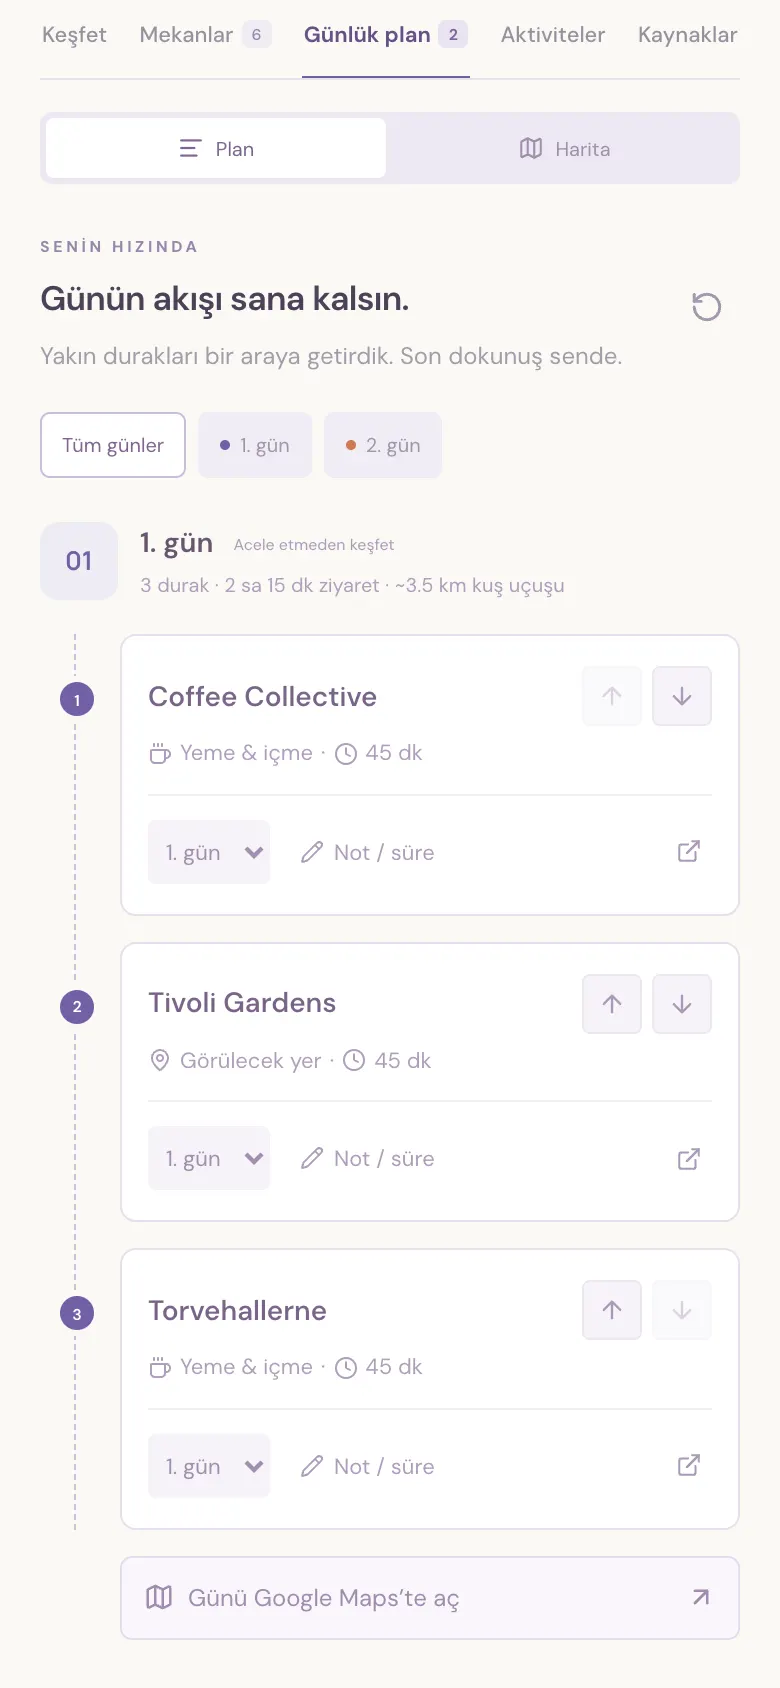 Keşfet Mekanlar 6 Günlük plan 2 Aktiviteler Kaynaklar
Plan Harita
SENİN HIZINDA
Günün akışı sana kalsın.
Yakın durakları bir araya getirdik. Son dokunuş sende.
Tüm günler 1. gün 2. gün
01 1. gün Acele etmeden keşfet
3 durak · 2 sa 15 dk ziyaret · ~3.5 km kuş uçuşu
1 Coffee Collective
Yeme & içme · 45 dk
1. gün Not / süre
2 Tivoli Gardens
Görülecek yer · 45 dk
1. gün Not / süre
3 Torvehallerne
Yeme & içme · 45 dk
1. gün Not / süre
Günü Google Maps’te aç